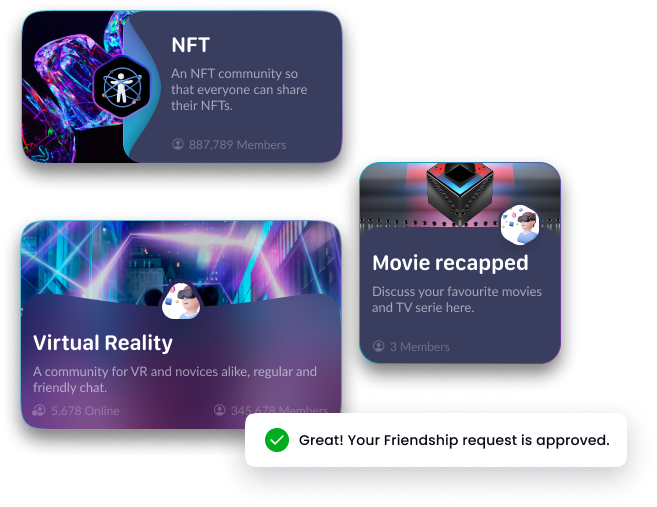 NFT
An NFT community so
that everyone can share
their NFTs.
887,789 Members
Movie recapped
Discuss your favourite movies
and TV serie here.
3 Members
Virtual Reality
A community for VR and novices alike, regular and
friendly chat.
5,678 Online
345,678 Members
Great! Your Friendship request is approved.